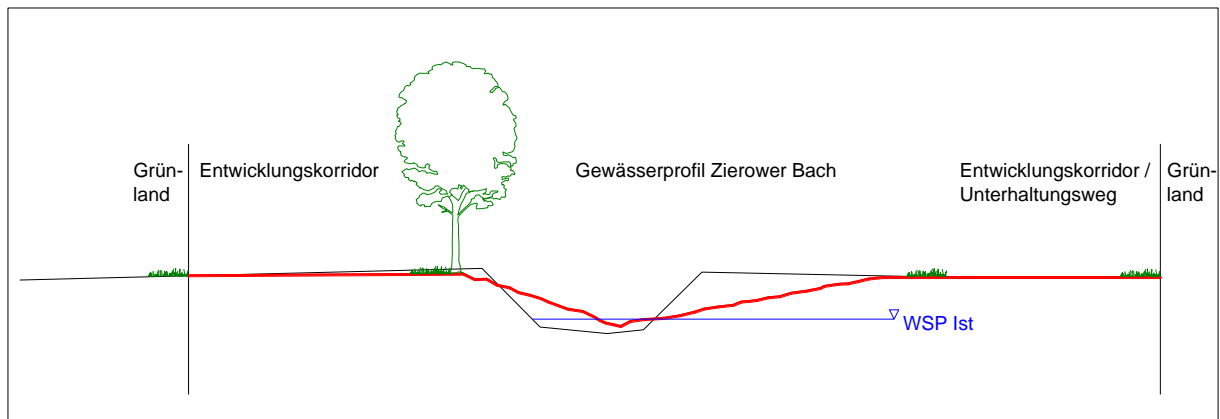 Grün-
land
Entwicklungskorridor
Gewässerprofil Zierower Bach
Entwicklungskorridor /
Unterhaltungsweg
Grün-
land
WSP Ist